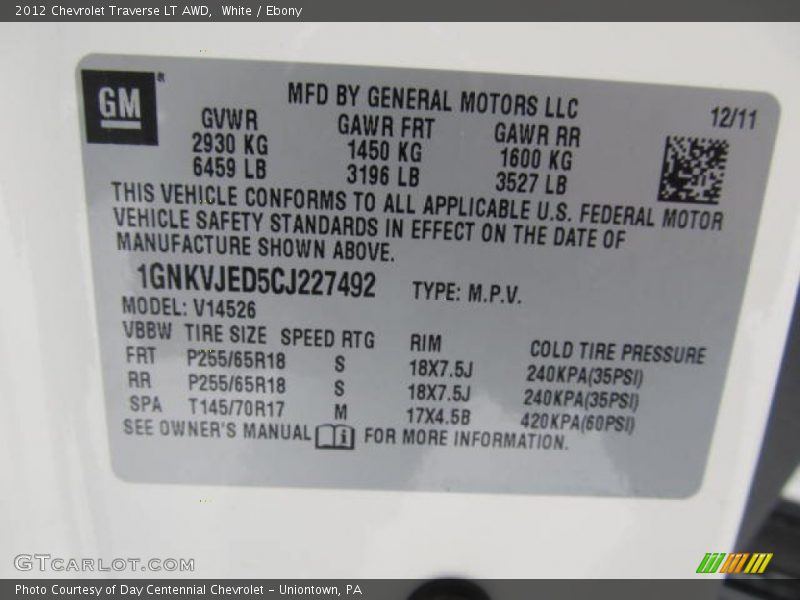 2012 Chevrolet Traverse LT AWD, White / Ebony
GM®
MFD BY GENERAL MOTORS LLC
12/11
GVWR GAWR FRT GAWR RR
2930 KG 1450 KG 1600 KG
6459 LB 3196 LB 3527 LB
THIS VEHICLE CONFORMS TO ALL APPLICABLE U.S. FEDERAL MOTOR
VEHICLE SAFETY STANDARDS IN EFFECT ON THE DATE OF
MANUFACTURE SHOWN ABOVE.
1GNKVJED5CJ227492 TYPE: M.P.V.
MODEL: V14526
VBBW TIRE SIZE SPEED RTG RIM COLD TIRE PRESSURE
FRT P255/65R18 S 18X7.5J 240KPA(35PSI)
RR P255/65R18 S 18X7.5J 240KPA(35PSI)
SPA T145/70R17 M 17X4.5B 420KPA(60PSI)
SEE OWNER'S MANUAL i FOR MORE INFORMATION.
GTCARLOT.COM
Photo Courtesy of Day Centennial Chevrolet - Uniontown, PA